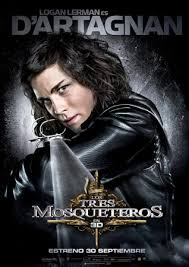 LOGAN LERMAN ES
D'ARTAGNAN
LOS
TRES
MOSQUETEROS
3D
ESTRENO 30 SEPTIEMBRE